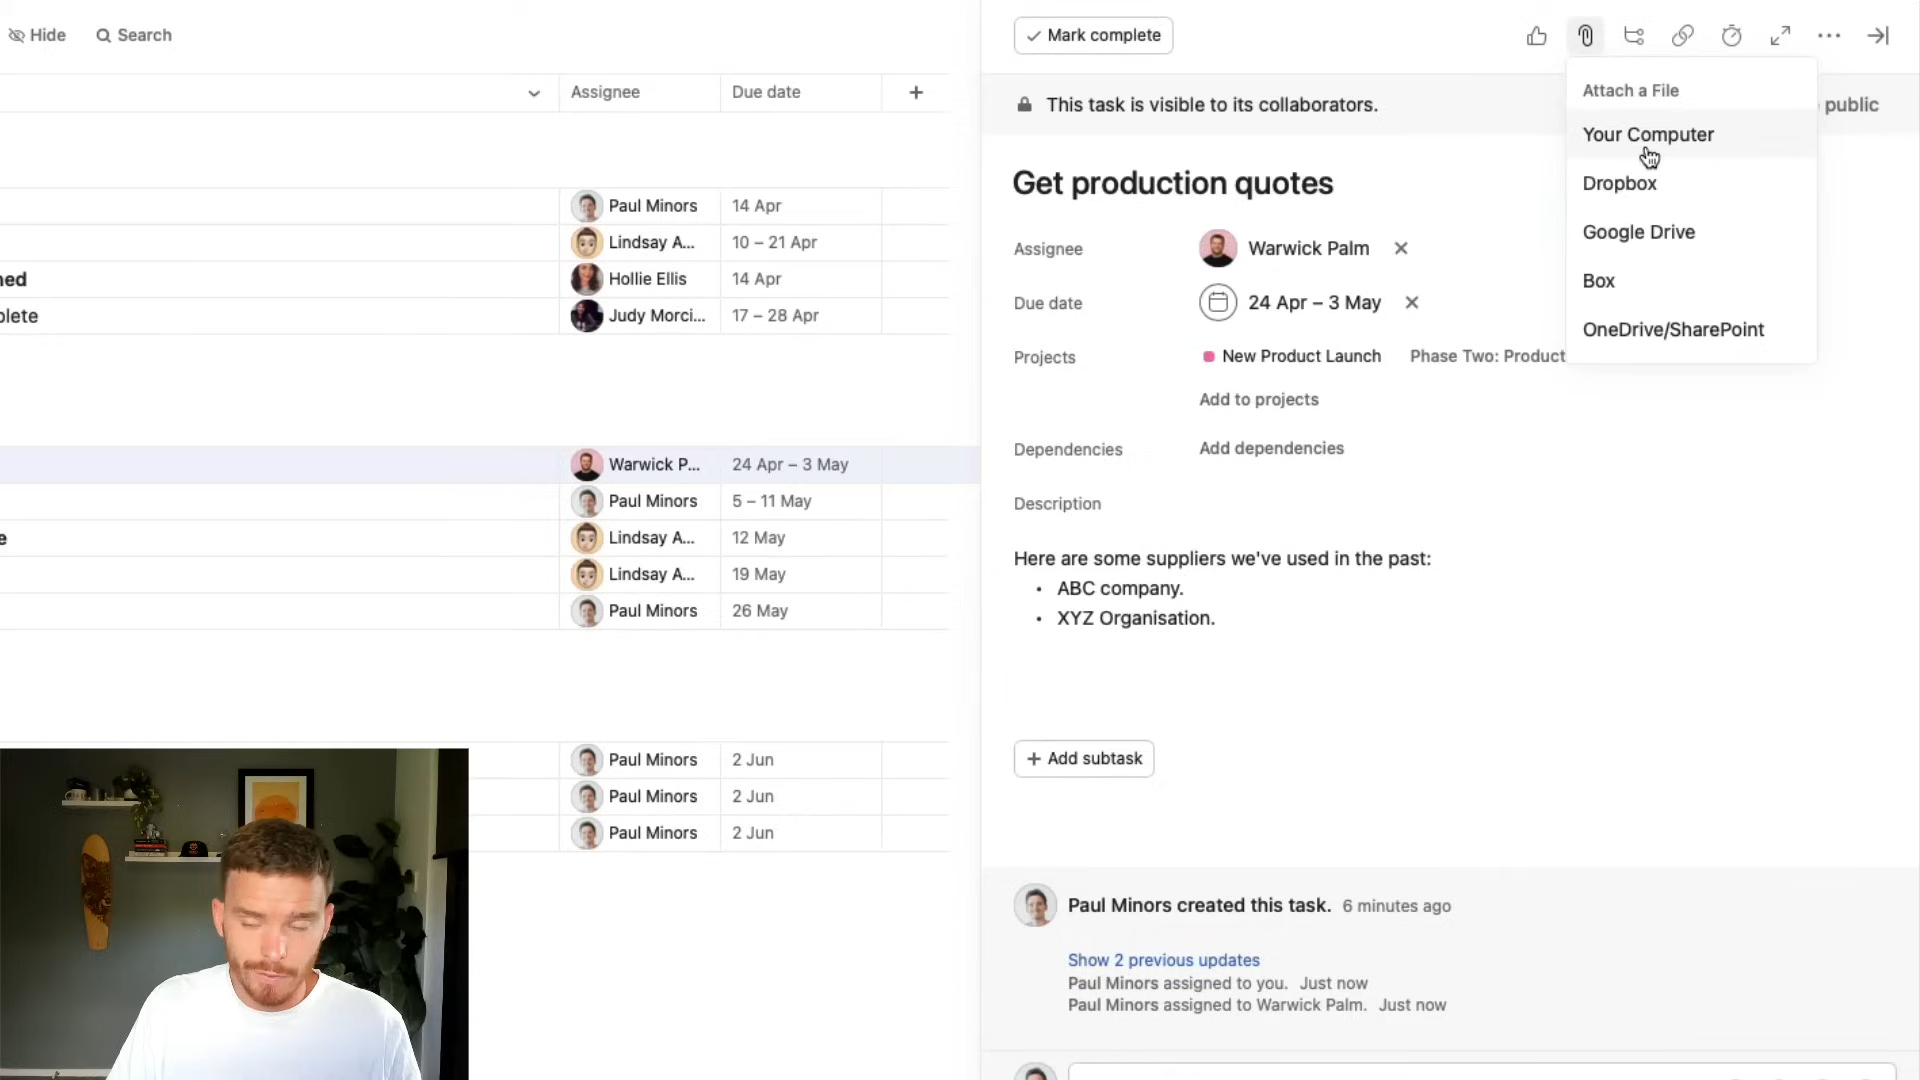 Hide Search
Assignee Due date
Paul Minors 14 Apr
Lindsay A... 10 – 21 Apr
ned Hollie Ellis 14 Apr
plete Judy Morci... 17 – 28 Apr
Warwick P... 24 Apr – 3 May
Paul Minors 5 – 11 May
e Lindsay A... 12 May
Lindsay A... 19 May
Paul Minors 26 May
Paul Minors 2 Jun
Paul Minors 2 Jun
Paul Minors 2 Jun
Mark complete
This task is visible to its collaborators. public
Attach a File
Your Computer
Dropbox
Google Drive
Box
OneDrive/SharePoint
Get production quotes
Assignee Warwick Palm
Due date 24 Apr – 3 May
Projects New Product Launch Phase Two: Product
Add to projects
Dependencies Add dependencies
Description
Here are some suppliers we've used in the past:
• ABC company.
• XYZ Organisation.
+ Add subtask
Paul Minors created this task. 6 minutes ago
Show 2 previous updates
Paul Minors assigned to you. Just now
Paul Minors assigned to Warwick Palm. Just now